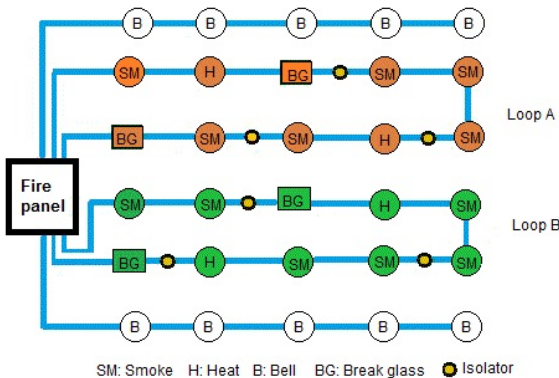 B B B B B
SM H BG SM SM
Loop A
BG SM SM H SM
Fire
panel
SM SM BG H SM
Loop B
BG H SM SM SM
B B B B B
SM: Smoke H: Heat B: Bell BG: Break glass Isolator